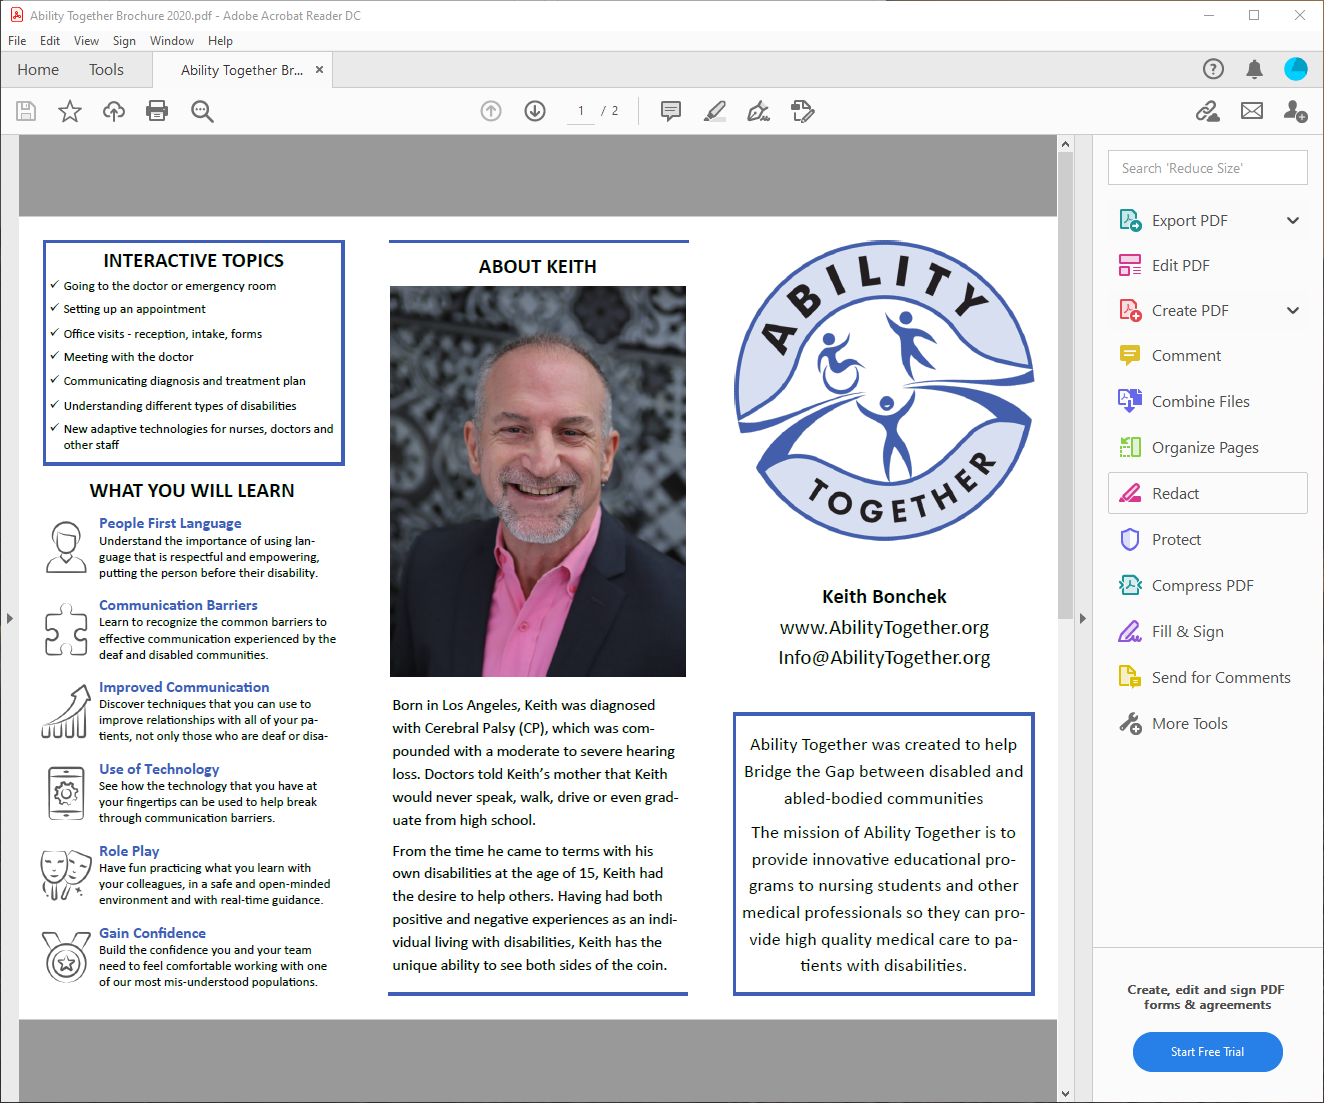 Ability Together Brochure 2020.pdf - Adobe Acrobat Reader DC
File Edit View Sign Window Help
Home Tools Ability Together Br... ×
1 / 2
Search 'Reduce Size'
Export PDF
Edit PDF
Create PDF
Comment
Combine Files
Organize Pages
Redact
Protect
Compress PDF
Fill & Sign
Send for Comments
More Tools
Create, edit and sign PDF
forms & agreements
Start Free Trial
INTERACTIVE TOPICS
✓ Going to the doctor or emergency room
✓ Setting up an appointment
✓ Office visits - reception, intake, forms
✓ Meeting with the doctor
✓ Communicating diagnosis and treatment plan
✓ Understanding different types of disabilities
✓ New adaptive technologies for nurses, doctors and
other staff
WHAT YOU WILL LEARN
People First Language
Understand the importance of using lan-
guage that is respectful and empowering,
putting the person before their disability.
Communication Barriers
Learn to recognize the common barriers to
effective communication experienced by the
deaf and disabled communities.
Improved Communication
Discover techniques that you can use to
improve relationships with all of your pa-
tients, not only those who are deaf or disa-
Use of Technology
See how the technology that you have at
your fingertips can be used to help break
through communication barriers.
Role Play
Have fun practicing what you learn with
your colleagues, in a safe and open-minded
environment and with real-time guidance.
Gain Confidence
Build the confidence you and your team
need to feel comfortable working with one
of our most mis-understood populations.
ABOUT KEITH
Born in Los Angeles, Keith was diagnosed
with Cerebral Palsy (CP), which was com-
pounded with a moderate to severe hearing
loss. Doctors told Keith's mother that Keith
would never speak, walk, drive or even grad-
uate from high school.
From the time he came to terms with his
own disabilities at the age of 15, Keith had
the desire to help others. Having had both
positive and negative experiences as an indi-
vidual living with disabilities, Keith has the
unique ability to see both sides of the coin.
ABILITY
TOGETHER
Keith Bonchek
www.AbilityTogether.org
Info@AbilityTogether.org
Ability Together was created to help
Bridge the Gap between disabled and
abled-bodied communities
The mission of Ability Together is to
provide innovative educational pro-
grams to nursing students and other
medical professionals so they can pro-
vide high quality medical care to pa-
tients with disabilities.